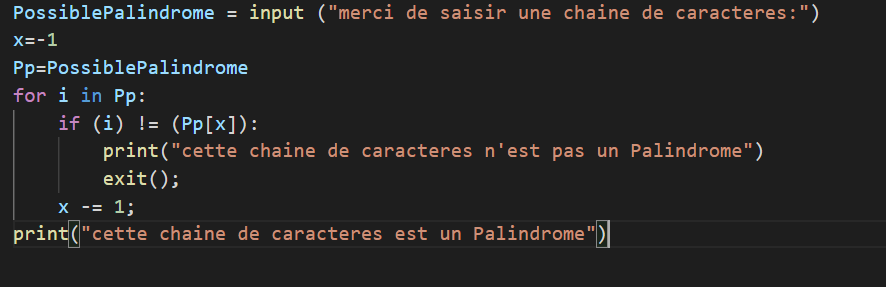 PossiblePalindrome = input ("merci de saisir une chaine de caracteres:")
x=-1
Pp=PossiblePalindrome
for i in Pp:
    if (i) != (Pp[x]):
        print("cette chaine de caracteres n'est pas un Palindrome")
        exit();
    x -= 1;
print("cette chaine de caracteres est un Palindrome")